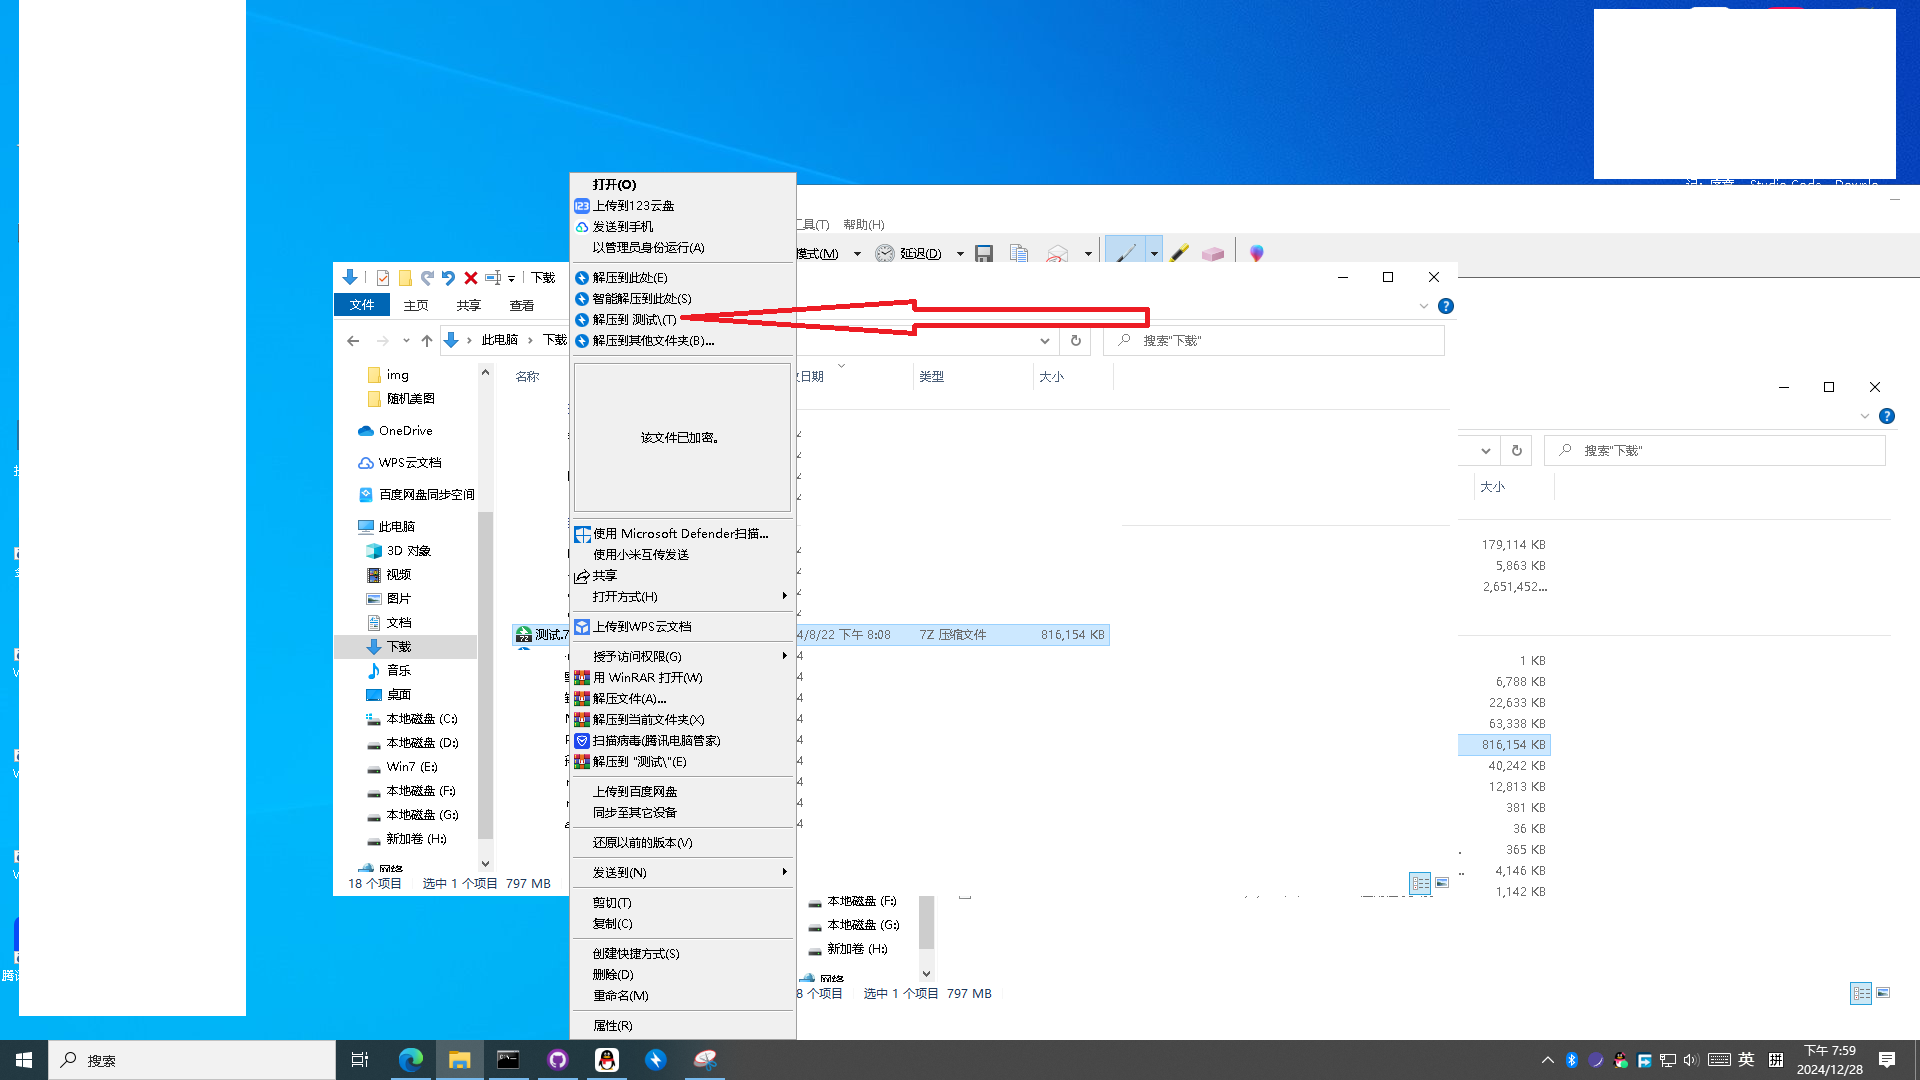 工具(T) 帮助(H)
模式(M) 延迟(D)
下载
文件 主页 共享 查看
此电脑 下载
搜索"下载"
名称 日期 类型 大小
img
随机美图
OneDrive
WPS云文档
百度网盘同步空间
此电脑
3D 对象
视频
图片
文档
下载
音乐
桌面
本地磁盘 (C:)
本地磁盘 (D:)
Win7 (E:)
本地磁盘 (F:)
本地磁盘 (G:)
新加卷 (H:)
网络
18 个项目 选中 1 个项目 797 MB
打开(O)
上传到123云盘
发送到手机
以管理员身份运行(A)
解压到此处(E)
智能解压到此处(S)
解压到 测试\(T)
解压到其他文件夹(B)...
该文件已加密。
使用 Microsoft Defender扫描...
使用小米互传发送
共享
打开方式(H)
上传到WPS云文档
授予访问权限(G)
用 WinRAR 打开(W)
解压文件(A)...
解压到当前文件夹(X)
扫描病毒(腾讯电脑管家)
解压到 "测试\"(E)
上传到百度网盘
同步至其它设备
还原以前的版本(V)
发送到(N)
剪切(T)
复制(C)
创建快捷方式(S)
删除(D)
重命名(M)
属性(R)
测试.7 4/8/22 下午 8:08 7Z 压缩文件 816,154 KB
搜索"下载"
大小
179,114 KB
5,863 KB
2,651,452...
1 KB
6,788 KB
22,633 KB
63,338 KB
816,154 KB
40,242 KB
12,813 KB
381 KB
36 KB
365 KB
4,146 KB
1,142 KB
本地磁盘 (F:)
本地磁盘 (G:)
新加卷 (H:)
网络
8 个项目 选中 1 个项目 797 MB
搜索
英
拼
下午 7:59
2024/12/28